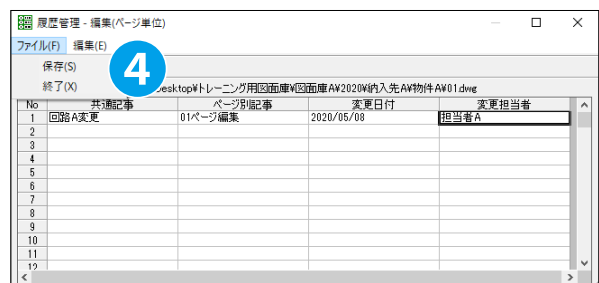 履歴管理 - 編集(ページ単位)
ファイル(F) 編集(E)
保存(S)
終了(X)
4
esktop¥トレーニング用図面庫¥図面庫A¥2020¥納入先A¥物件A¥01.dwg
No 共通記事 ページ別記事 変更日付 変更担当者
1 回路A変更 01ページ編集 2020/05/08 担当者A
2
3
4
5
6
7
8
9
10
11
12